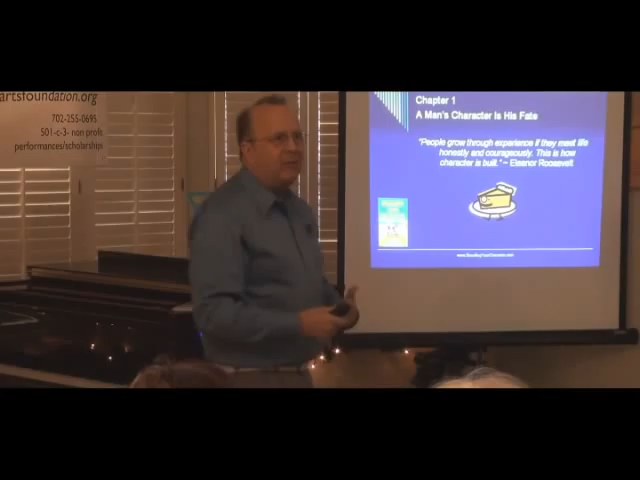 artsfoundation.org
702-255-0695
501-c-3- non profit
performances/scholarships
Chapter 1
A Man's Character Is His Fate
"People grow through experience if they meet life
honestly and courageously. This is how
character is built." ~ Eleanor Roosevelt